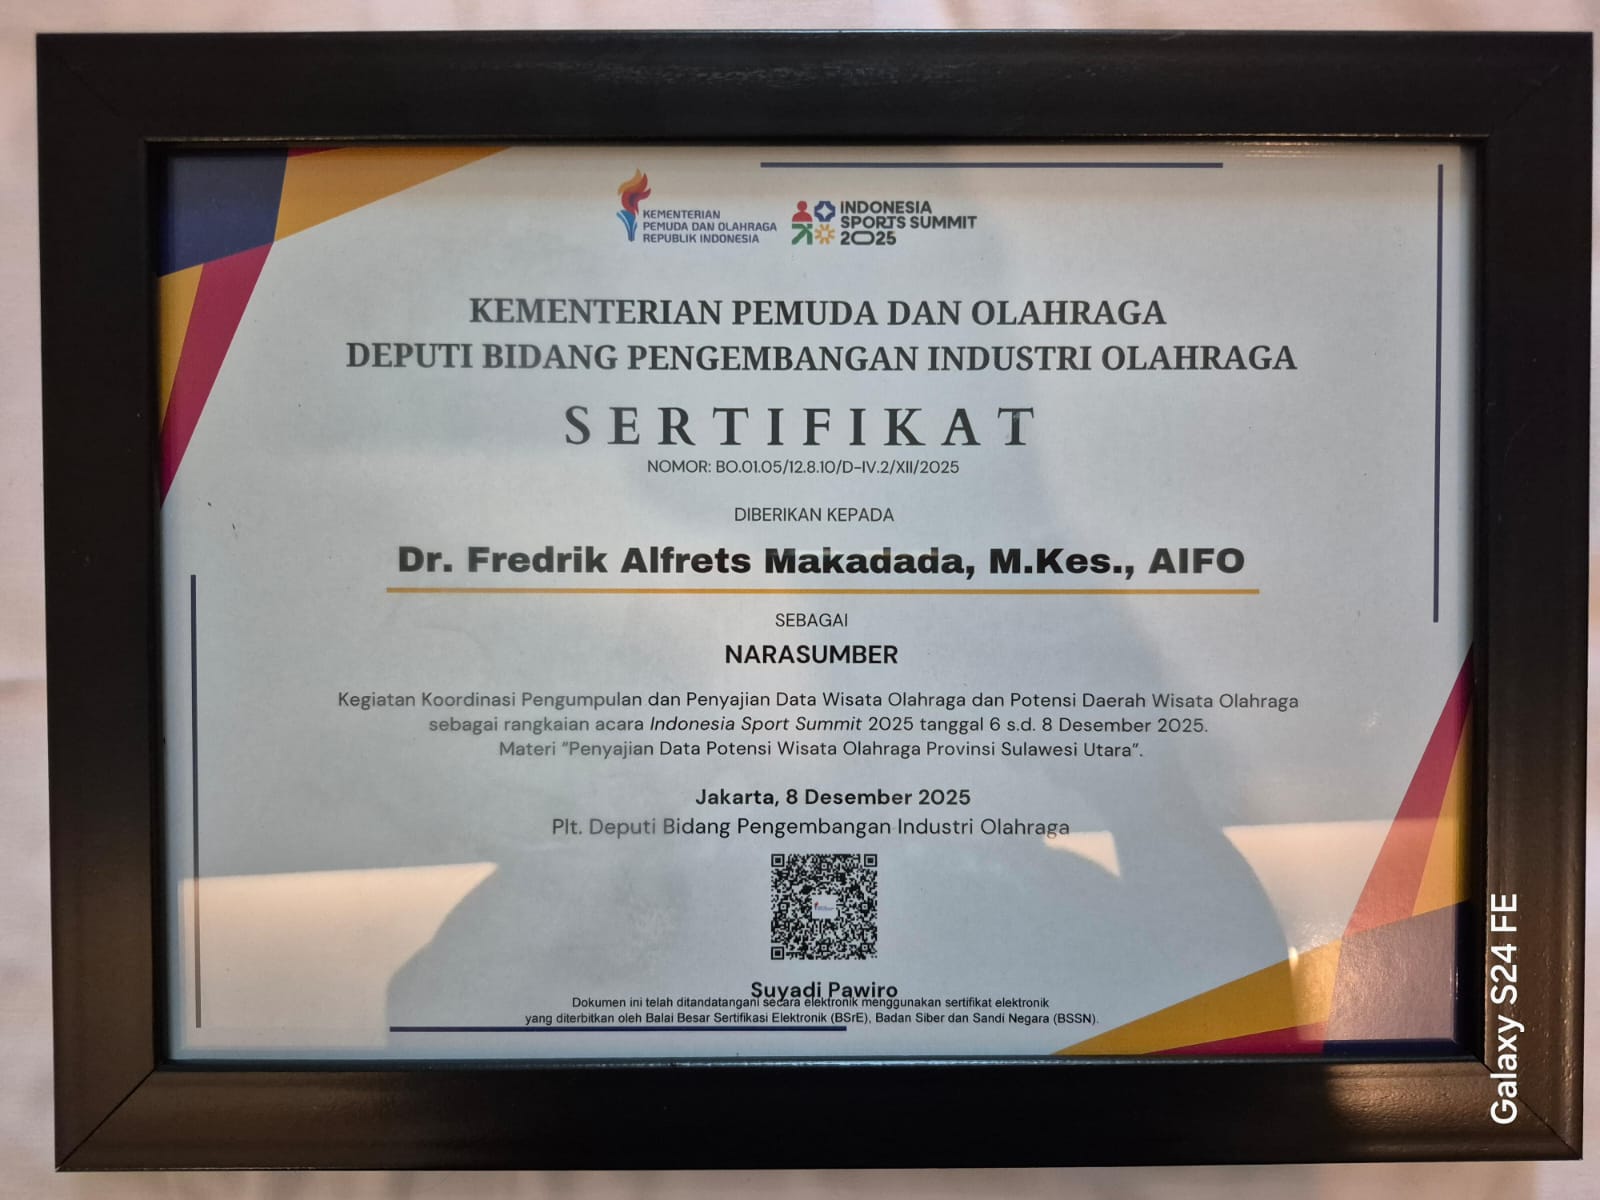 KEMENTERIAN
PEMUDA DAN OLAHRAGA
REPUBLIK INDONESIA
INDONESIA
SPORTS SUMMIT
2025
KEMENTERIAN PEMUDA DAN OLAHRAGA
DEPUTI BIDANG PENGEMBANGAN INDUSTRI OLAHRAGA
SERTIFIKAT
NOMOR: BO.01.05/12.8.10/D-IV.2/XII/2025
DIBERIKAN KEPADA
Dr. Fredrik Alfrets Makadada, M.Kes., AIFO
SEBAGAI
NARASUMBER
Kegiatan Koordinasi Pengumpulan dan Penyajian Data Wisata Olahraga dan Potensi Daerah Wisata Olahraga
sebagai rangkaian acara Indonesia Sport Summit 2025 tanggal 6 s.d. 8 Desember 2025.
Materi “Penyajian Data Potensi Wisata Olahraga Provinsi Sulawesi Utara”.
Jakarta, 8 Desember 2025
Plt. Deputi Bidang Pengembangan Industri Olahraga
Suyadi Pawiro
Dokumen ini telah ditandatangani secara elektronik menggunakan sertifikat elektronik
yang diterbitkan oleh Balai Besar Sertifikasi Elektronik (BSrE), Badan Siber dan Sandi Negara (BSSN).
Galaxy S24 FE